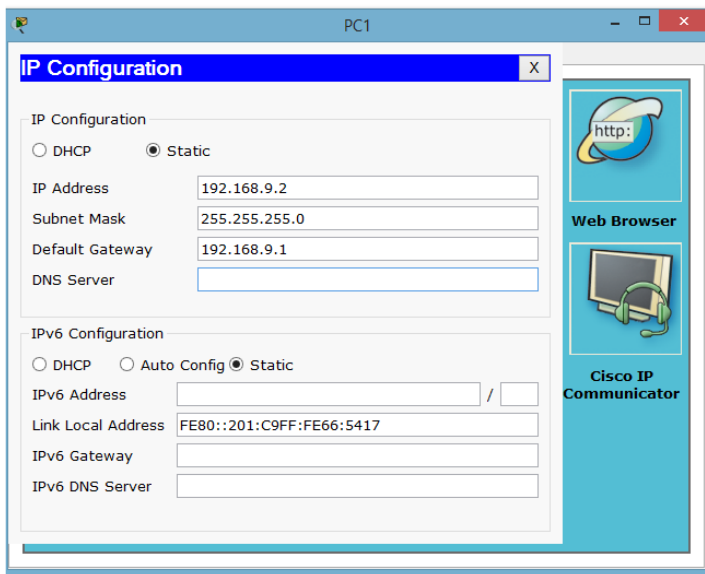 PC1
IP Configuration
X
IP Configuration
DHCP
Static
IP Address
192.168.9.2
Subnet Mask
255.255.255.0
Default Gateway
192.168.9.1
DNS Server
IPv6 Configuration
DHCP
Auto Config
Static
IPv6 Address
/
Link Local Address
FE80::201:C9FF:FE66:5417
IPv6 Gateway
IPv6 DNS Server
http:
Web Browser
Cisco IP
Communicator